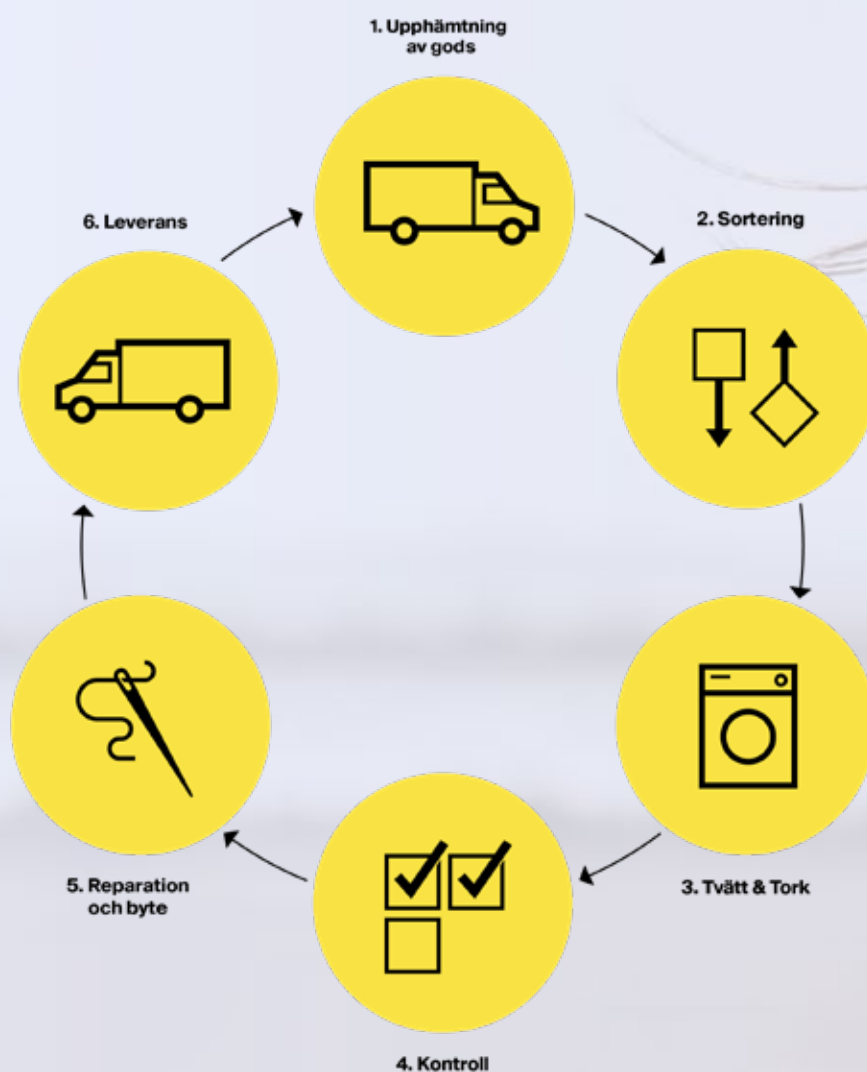 1. Upphämtning
av gods
2. Sortering
3. Tvätt & Tork
4. Kontroll
5. Reparation
och byte
6. Leverans